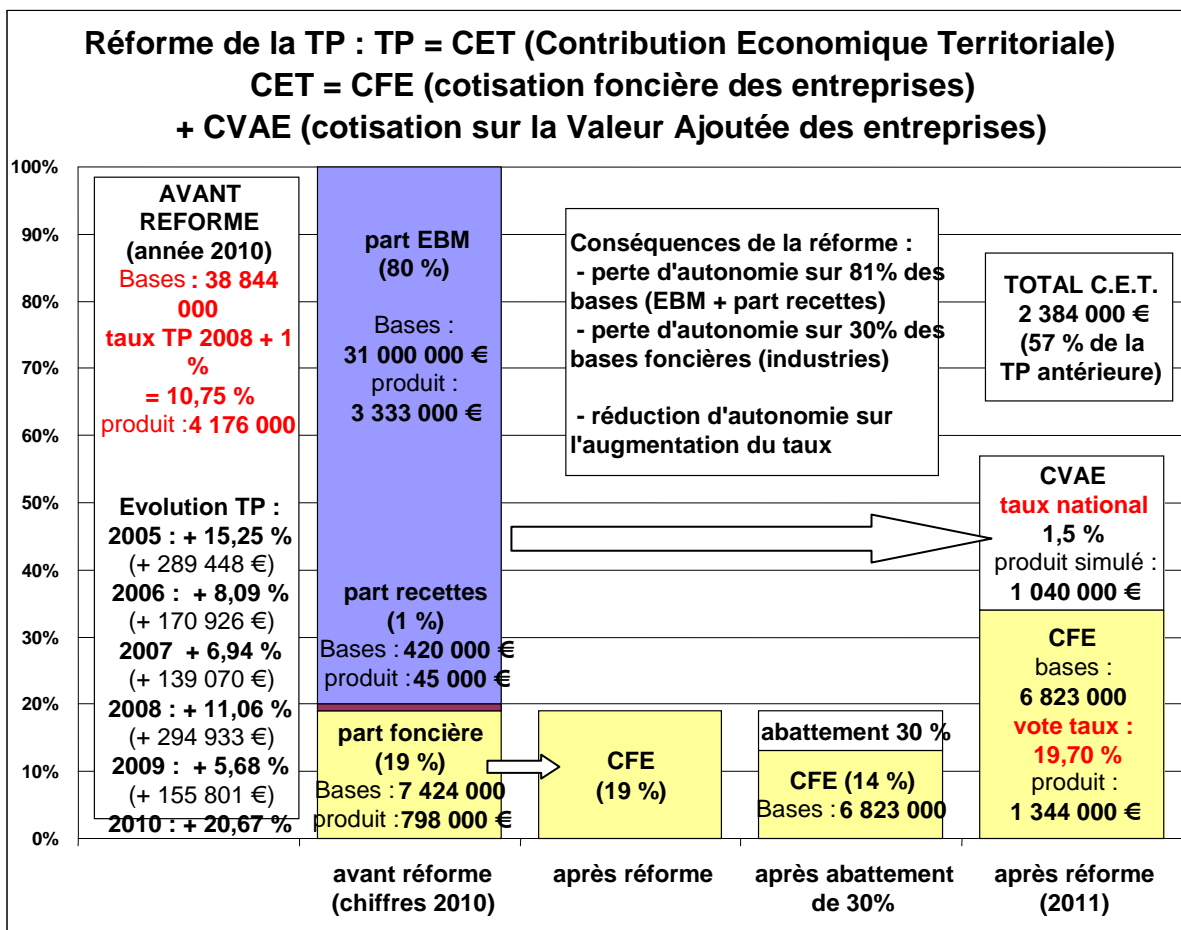 Réforme de la TP : TP = CET (Contribution Economique Territoriale)
CET = CFE (cotisation foncière des entreprises)
+ CVAE (cotisation sur la Valeur Ajoutée des entreprises)
100%
90%
80%
70%
60%
50%
40%
30%
20%
10%
0%
AVANT
REFORME
(année 2010)
Bases : 38 844
000
taux TP 2008 + 1
%
= 10,75 %
produit :4 176 000
Evolution TP :
2005 : + 15,25 %
(+ 289 448 €)
2006 : + 8,09 %
(+ 170 926 €)
2007 + 6,94 %
(+ 139 070 €)
2008 : + 11,06 %
(+ 294 933 €)
2009 : + 5,68 %
(+ 155 801 €)
2010 : + 20,67 %
part EBM
(80 %)
Bases :
31 000 000 €
produit :
3 333 000 €
part recettes
(1 %)
Bases : 420 000 €
produit : 45 000 €
part foncière
(19 %)
Bases : 7 424 000
produit : 798 000 €
Conséquences de la réforme :
- perte d'autonomie sur 81% des
bases (EBM + part recettes)
- perte d'autonomie sur 30% des
bases foncières (industries)
- réduction d'autonomie sur
l'augmentation du taux
CFE
(19 %)
abattement 30 %
CFE (14 %)
Bases : 6 823 000
TOTAL C.E.T.
2 384 000 €
(57 % de la
TP antérieure)
CVAE
taux national
1,5 %
produit simulé :
1 040 000 €
CFE
bases :
6 823 000
vote taux :
19,70 %
produit :
1 344 000 €
avant réforme
(chiffres 2010)
après réforme
après abattement
de 30%
après réforme
(2011)